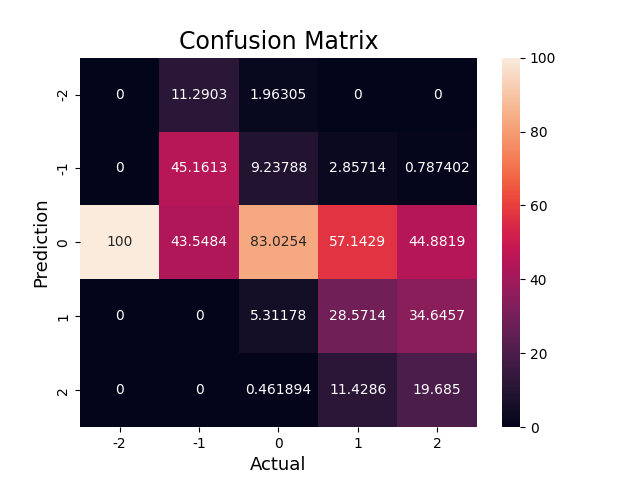 Confusion Matrix
-2 0 11.2903 1.96305 0 0
-1 0 45.1613 9.23788 2.85714 0.787402
0 100 43.5484 83.0254 57.1429 44.8819
1 0 0 5.31178 28.5714 34.6457
2 0 0 0.461894 11.4286 19.685
-2 -1 0 1 2
Prediction
Actual
100
80
60
40
20
0